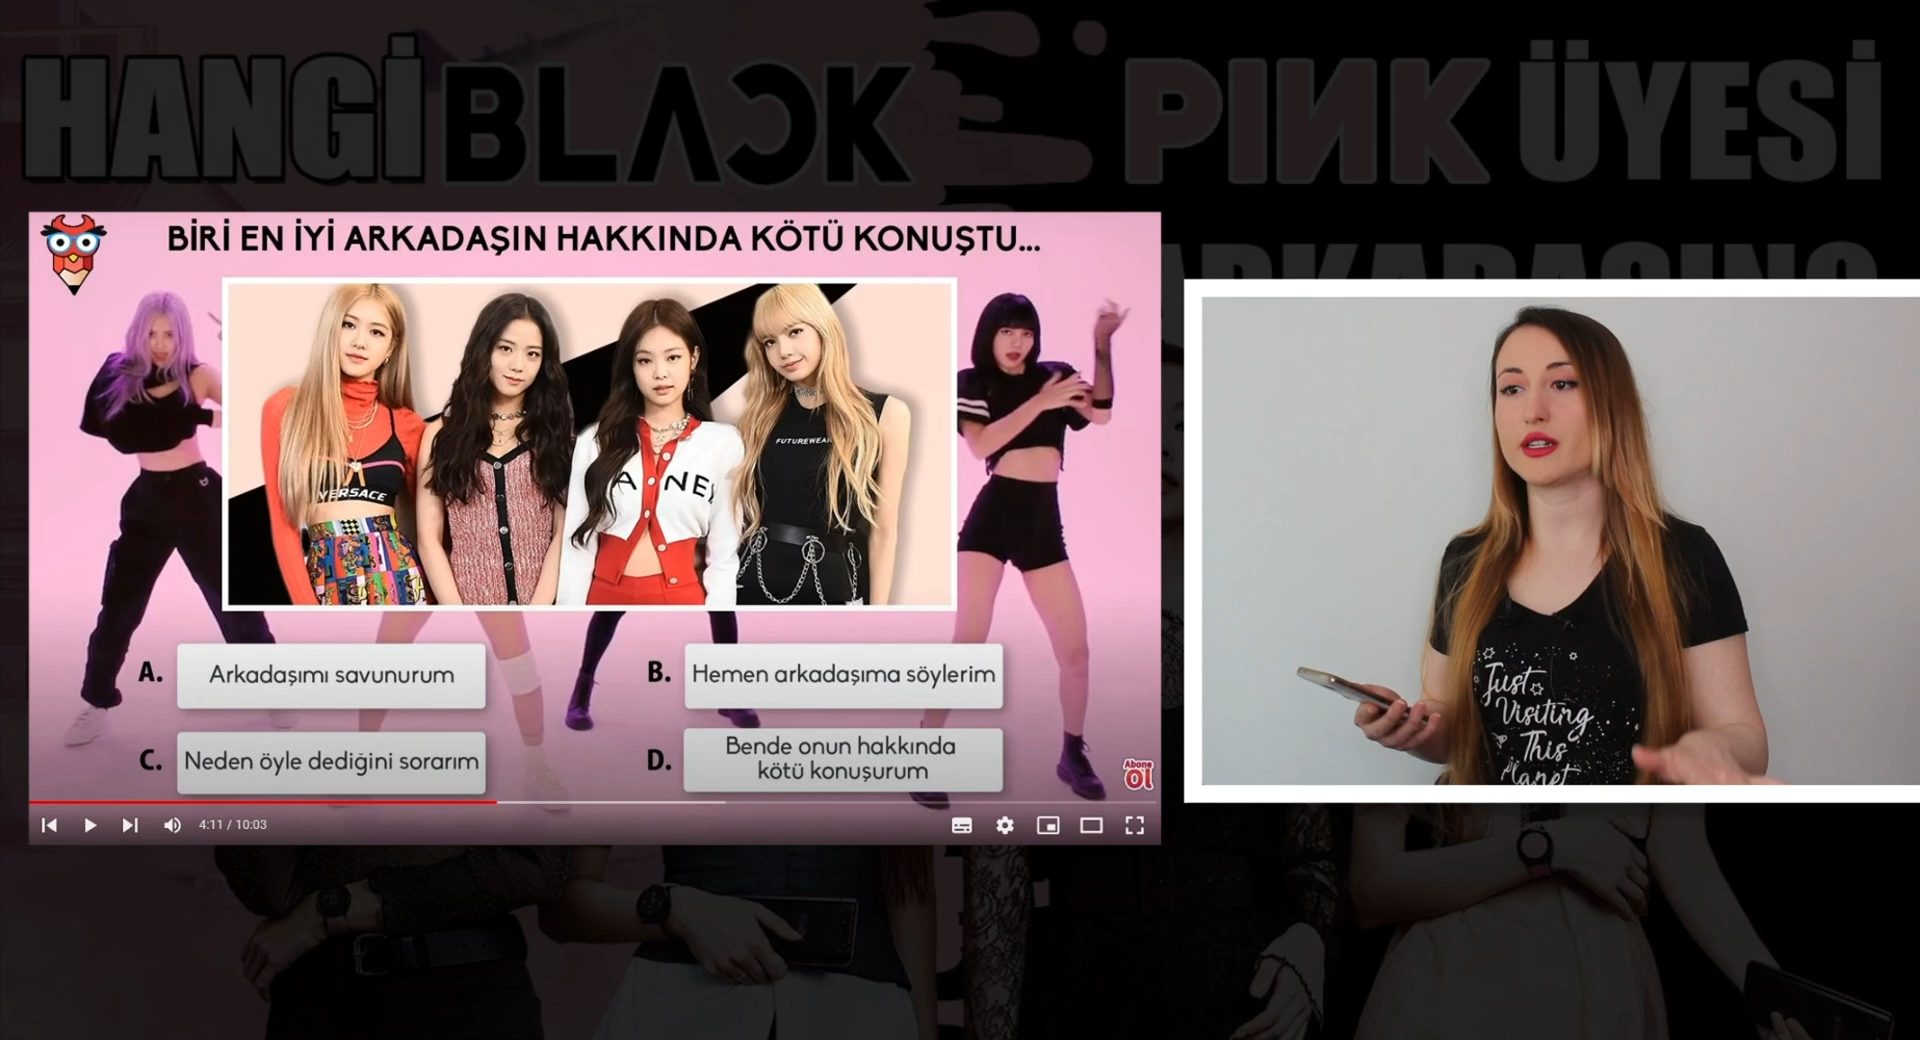 HANGİ BLACK PINK ÜYESİ
BİRİ EN İYİ ARKADAŞIN HAKKINDA KÖTÜ KONUŞTU...
VERSACE
FUTUREWEAR
A. Arkadaşımı savunurum
B. Hemen arkadaşıma söylerim
C. Neden öyle dediğini sorarım
D. Bende onun hakkında
kötü konuşurum
Abone
Ol
4:11 / 10:03
Just
Visiting
This
Planet